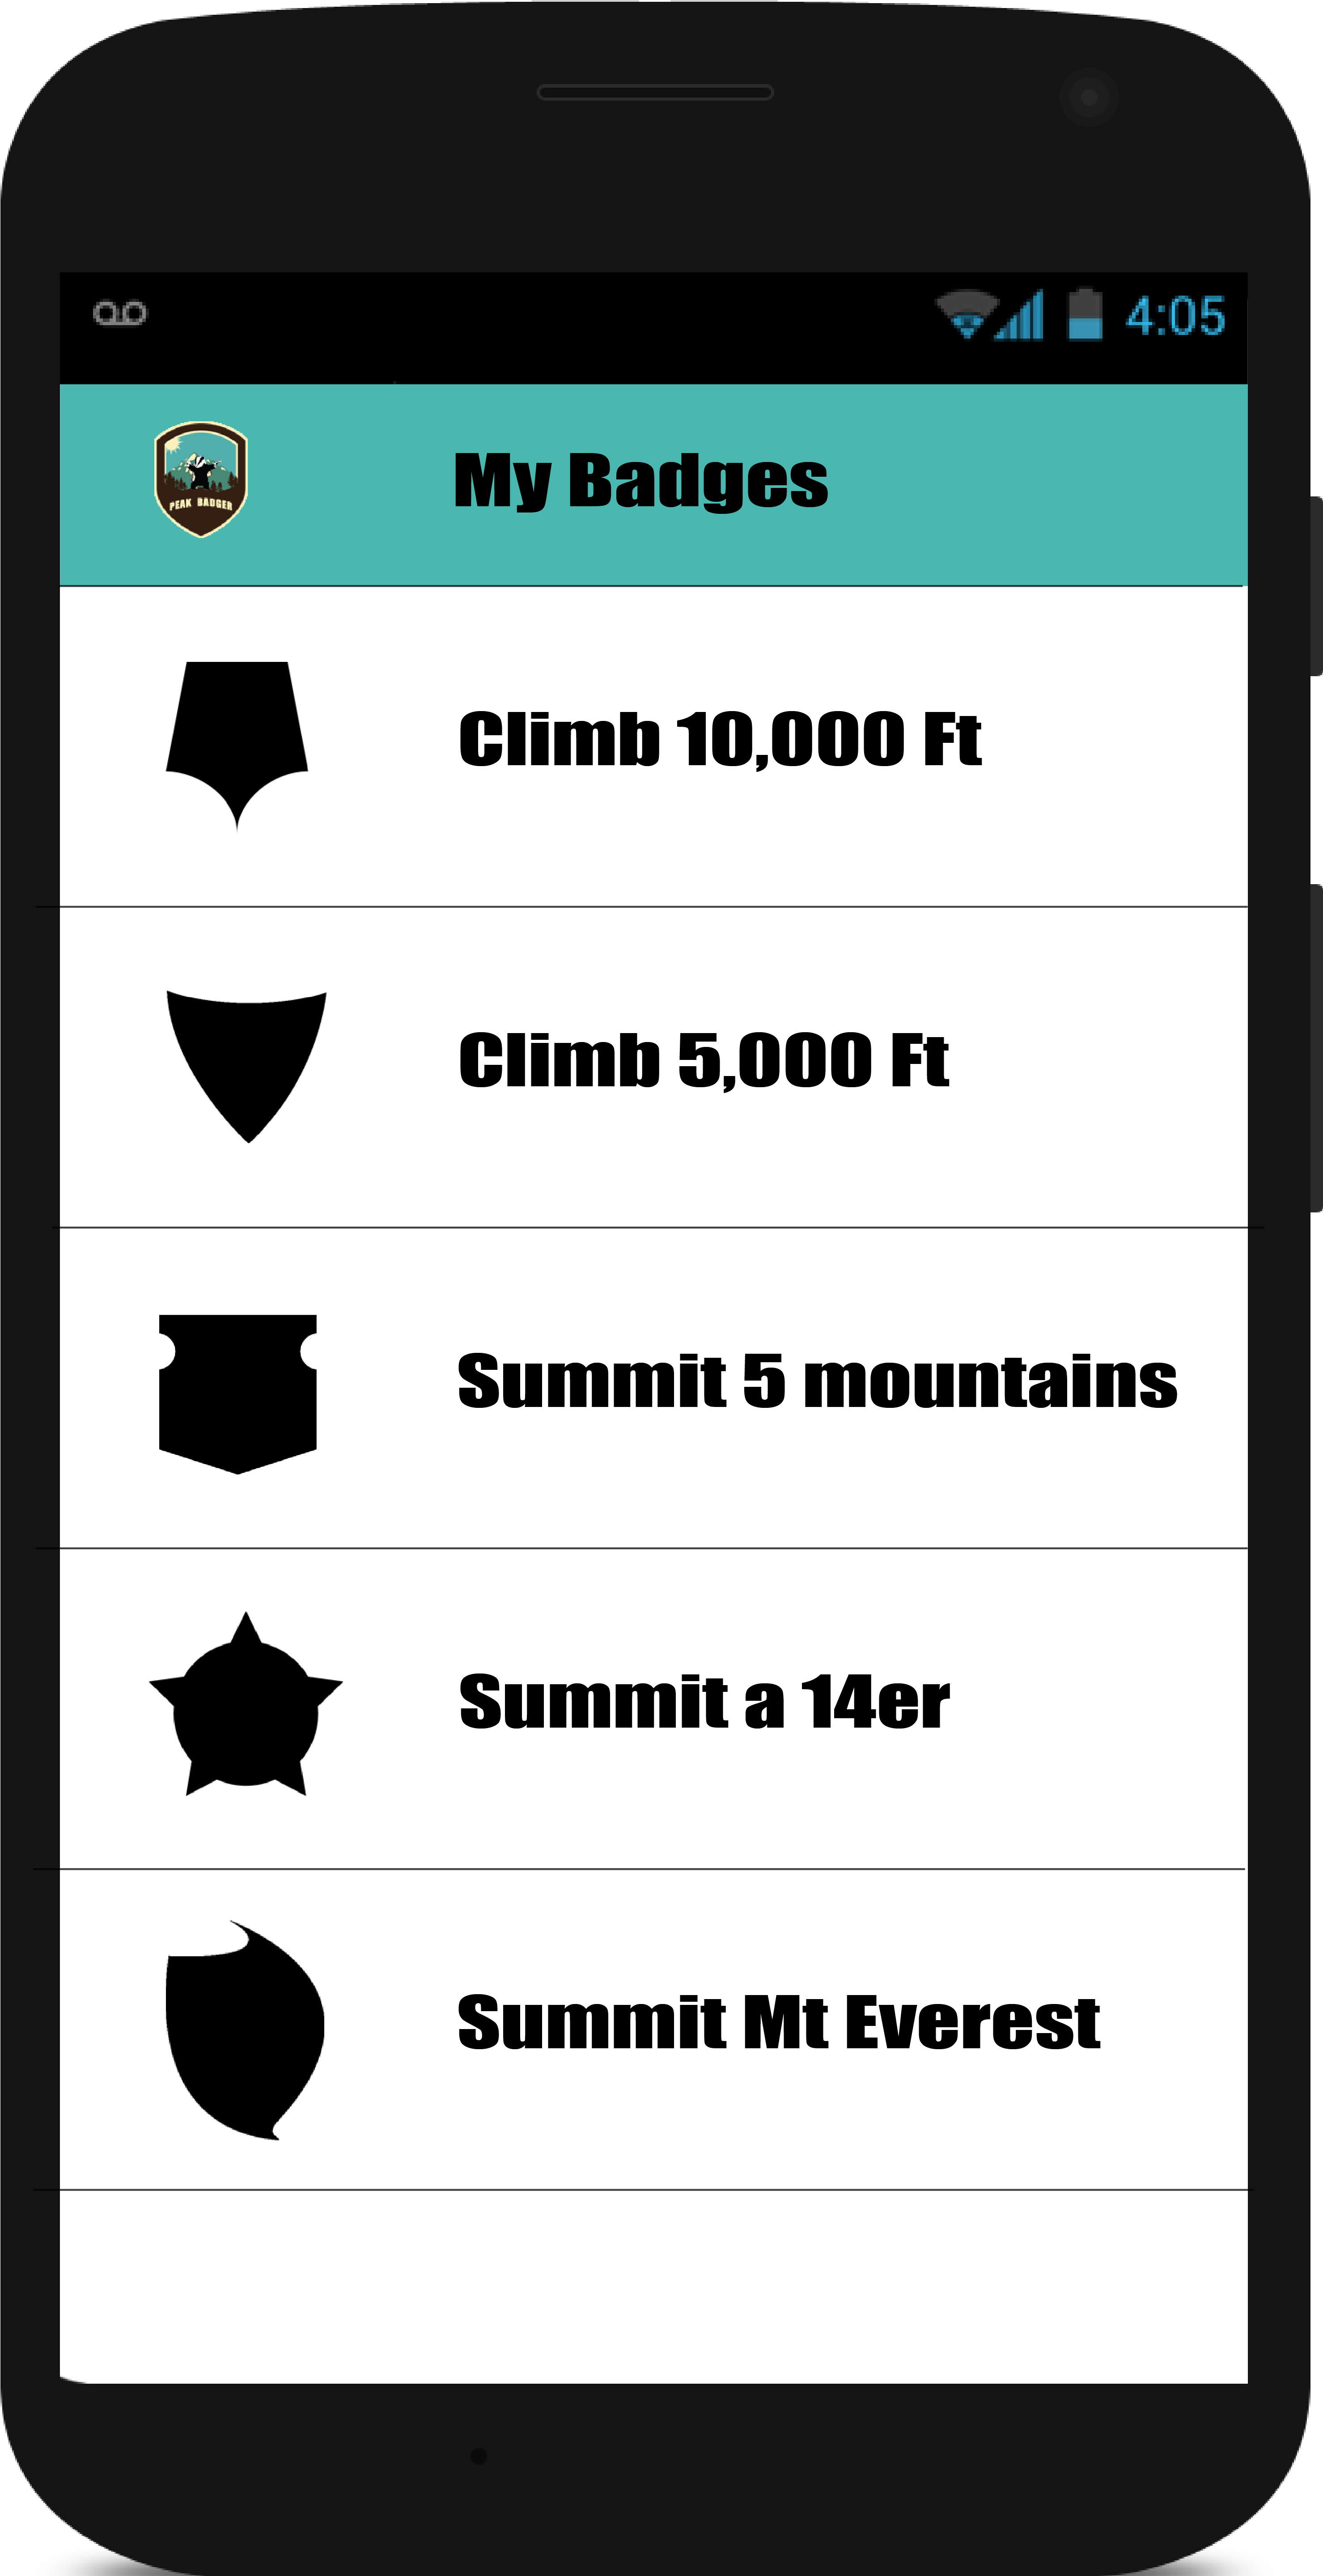 4:05
PEAK BADGER
My Badges
Climb 10,000 Ft
Climb 5,000 Ft
Summit 5 mountains
Summit a 14er
Summit Mt Everest